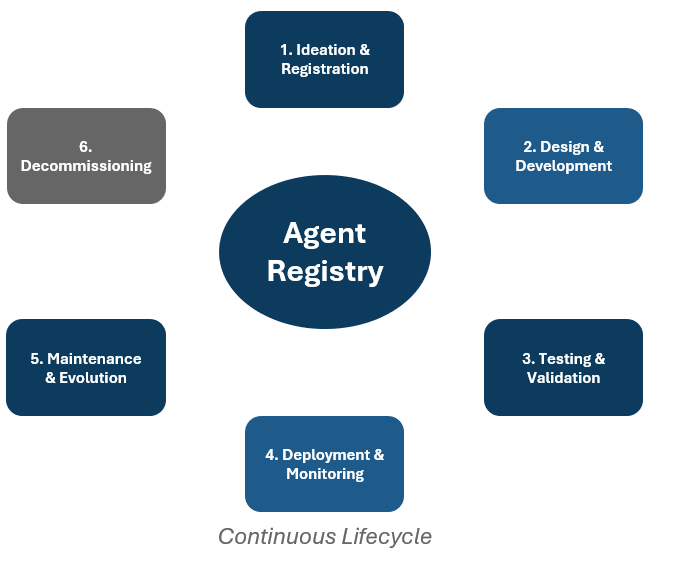 1. Ideation &
Registration
2. Design &
Development
3. Testing &
Validation
4. Deployment &
Monitoring
5. Maintenance
& Evolution
6.
Decommissioning
Agent
Registry
Continuous Lifecycle